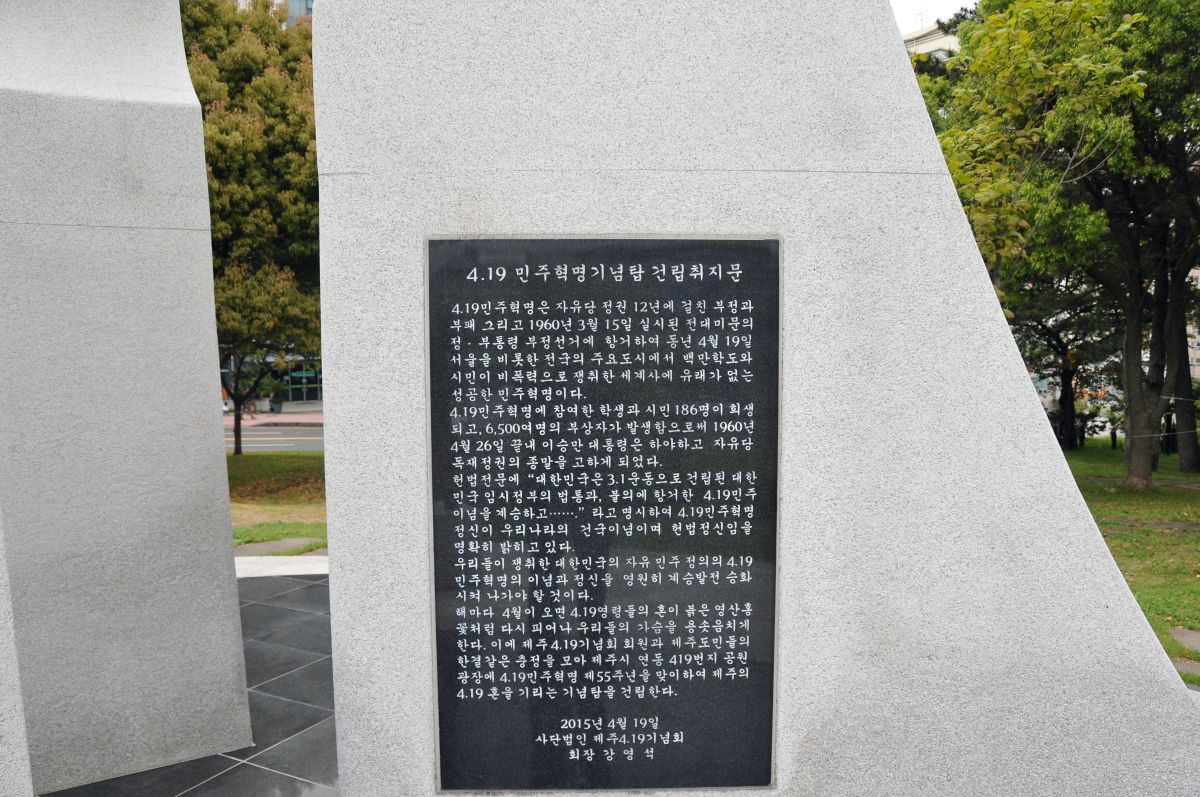 4.19 민주혁명기념탑 건립취지문
4.19민주혁명은 자유당 정권 12년에 걸친 부정과
부패 그리고 1960년 3월 15일 실시된 전대미문의
정·부통령 부정선거에 항거하여 동년 4월 19일
서울을 비롯한 전국의 주요도시에서 백만학도와
시민이 비폭력으로 쟁취한 세계사에 유래가 없는
성공한 민주혁명이다.
4.19민주혁명에 참여한 학생과 시민 186명이 희생
되고, 6,500여명의 부상자가 발생함으로써 1960년
4월 26일 끝내 이승만 대통령은 하야하고 자유당
독재정권의 종말을 고하게 되었다.
헌법전문에 “대한민국은 3.1운동으로 건립된 대한
민국 임시정부의 법통과, 불의에 항거한 4.19민주
이념을 계승하고…….” 라고 명시하여 4.19민주혁명
정신이 우리나라의 건국이념이며 헌법정신임을
명확히 밝히고 있다.
우리들이 쟁취한 대한민국의 자유 민주 정의의 4.19
민주혁명의 이념과 정신을 영원히 계승발전 승화
시켜 나가야 할 것이다.
해마다 4월이 오면 4.19영령들의 혼이 붉은 영산홍
꽃처럼 다시 피어나 우리들의 가슴을 용솟음치게
한다. 이에 제주4.19기념회 회원과 제주도민들의
한결같은 충정을 모아 제주시 연동 419번지 공원
광장에 4.19민주혁명 제55주년을 맞이하여 제주의
4.19 혼을 기리는 기념탑을 건립한다.
2015년 4월 19일
사단법인 제주4.19기념회
회장 강영석